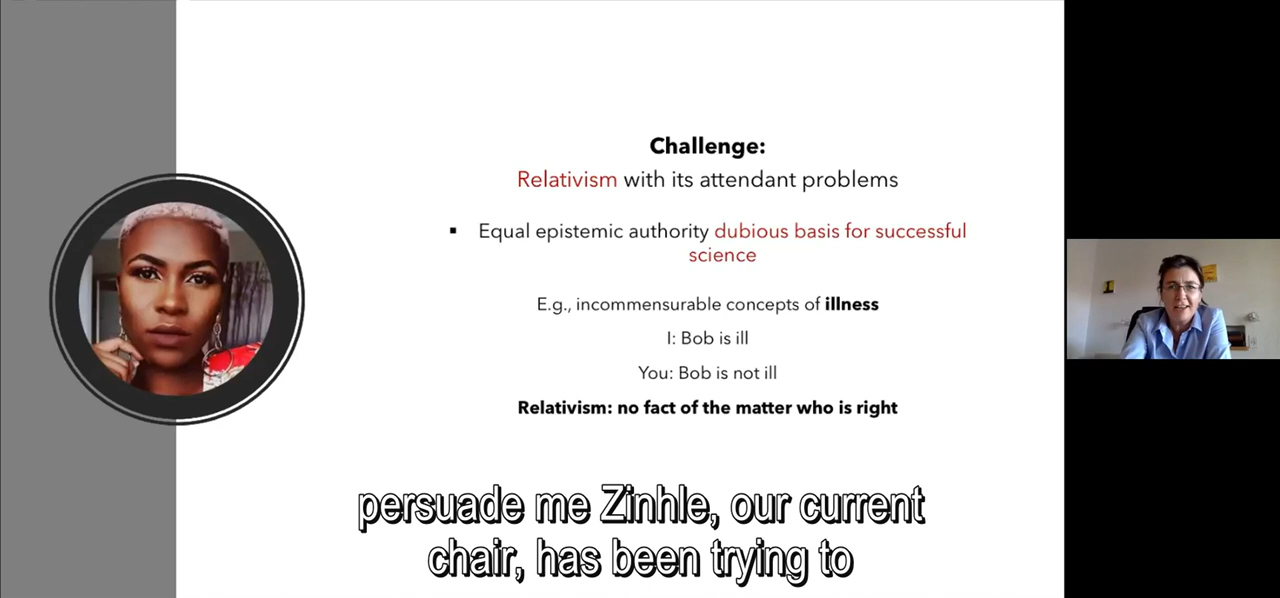 Challenge:
Relativism with its attendant problems
▪ Equal epistemic authority dubious basis for successful
science
E.g., incommensurable concepts of illness
I: Bob is ill
You: Bob is not ill
Relativism: no fact of the matter who is right
persuade me Zinhle, our current
chair, has been trying to